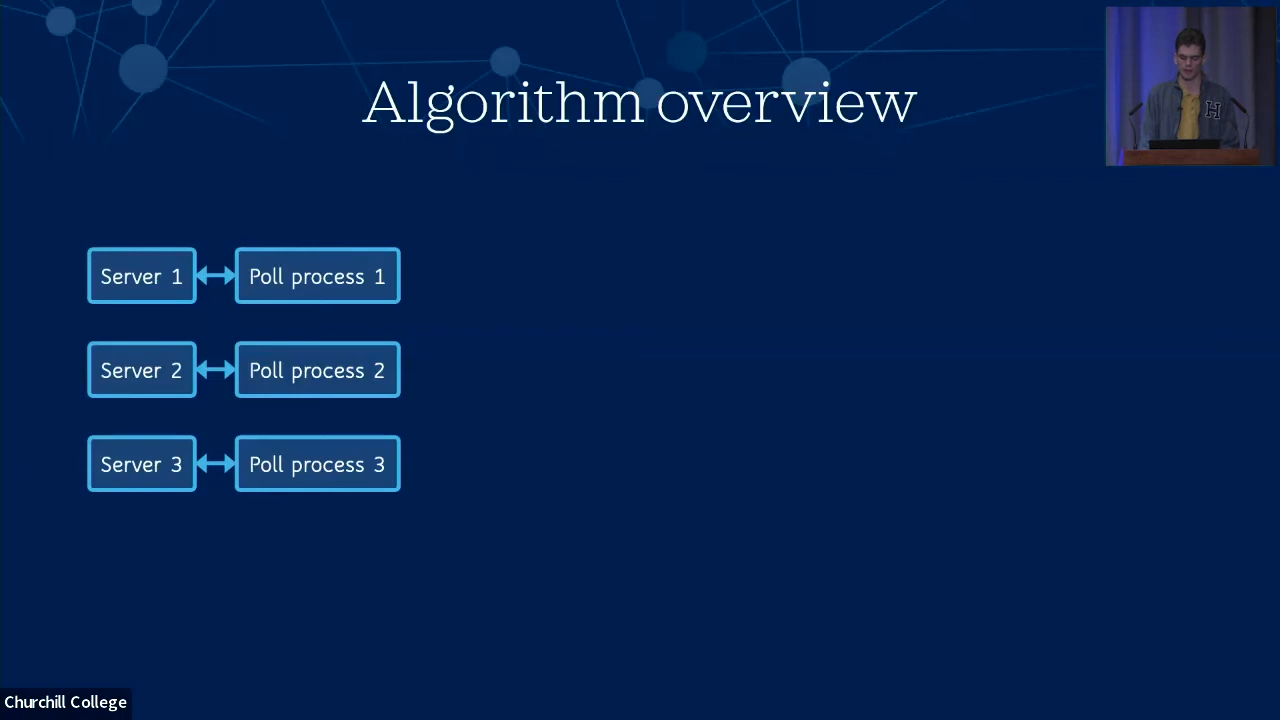 Algorithm overview
H
Server 1
Poll process 1
Server 2
Poll process 2
Server 3
Poll process 3
Churchill College